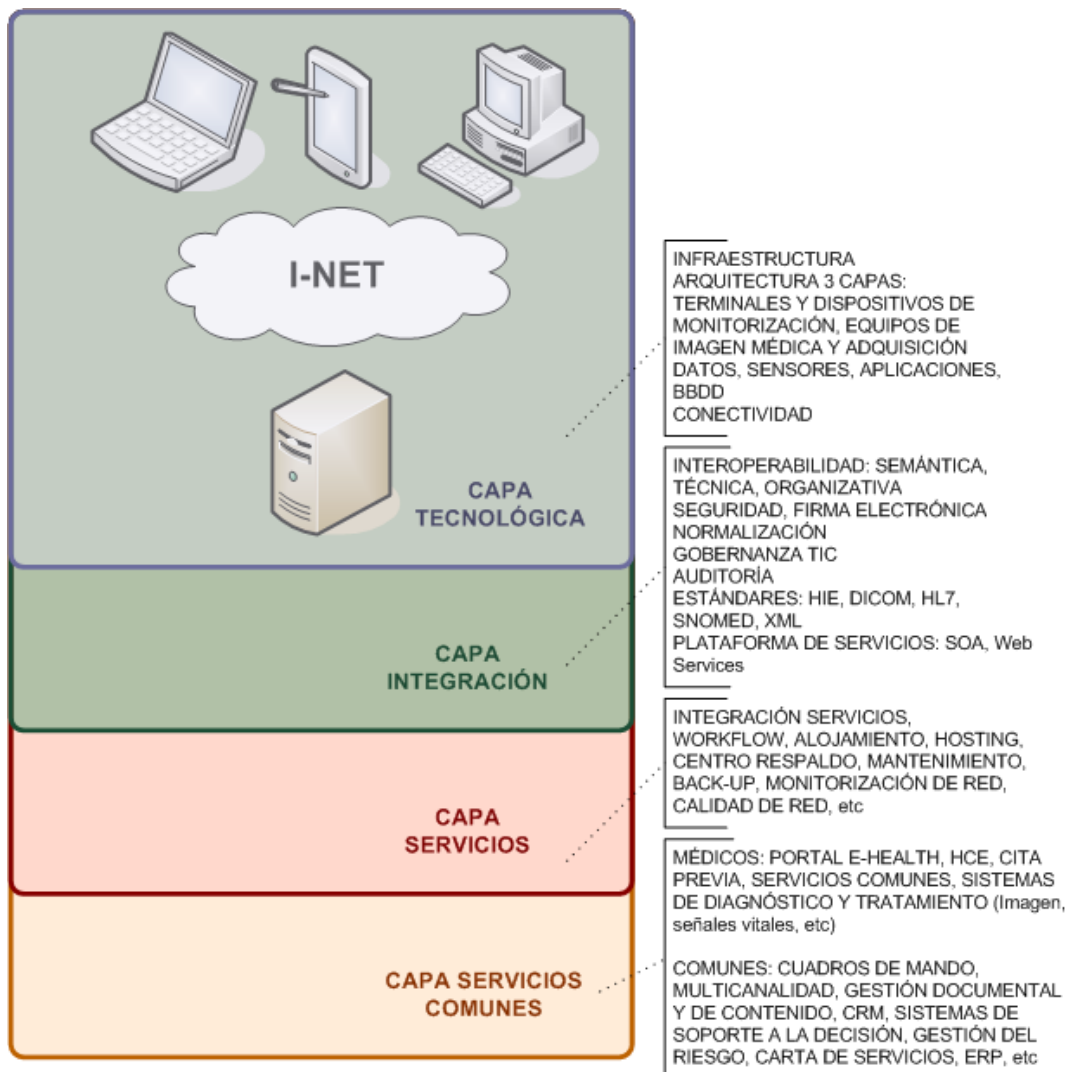 I-NET
CAPA
TECNOLÓGICA
INFRAESTRUCTURA
ARQUITECTURA 3 CAPAS:
TERMINALES Y DISPOSITIVOS DE
MONITORIZACIÓN, EQUIPOS DE
IMAGEN MÉDICA Y ADQUISICIÓN
DATOS, SENSORES, APLICACIONES,
BBDD
CONECTIVIDAD
CAPA
INTEGRACIÓN
INTEROPERABILIDAD: SEMÁNTICA,
TÉCNICA, ORGANIZATIVA
SEGURIDAD, FIRMA ELECTRÓNICA
NORMALIZACIÓN
GOBERNANZA TIC
AUDITORÍA
ESTÁNDARES: HIE, DICOM, HL7,
SNOMED, XML
PLATAFORMA DE SERVICIOS: SOA, Web
Services
CAPA
SERVICIOS
INTEGRACIÓN SERVICIOS,
WORKFLOW, ALOJAMIENTO, HOSTING,
CENTRO RESPALDO, MANTENIMIENTO,
BACK-UP, MONITORIZACIÓN DE RED,
CALIDAD DE RED, etc
CAPA SERVICIOS
COMUNES
MÉDICOS: PORTAL E-HEALTH, HCE, CITA
PREVIA, SERVICIOS COMUNES, SISTEMAS
DE DIAGNÓSTICO Y TRATAMIENTO (Imagen,
señales vitales, etc)
COMUNES: CUADROS DE MANDO,
MULTICANALIDAD, GESTIÓN DOCUMENTAL
Y DE CONTENIDO, CRM, SISTEMAS DE
SOPORTE A LA DECISIÓN, GESTIÓN DEL
RIESGO, CARTA DE SERVICIOS, ERP, etc